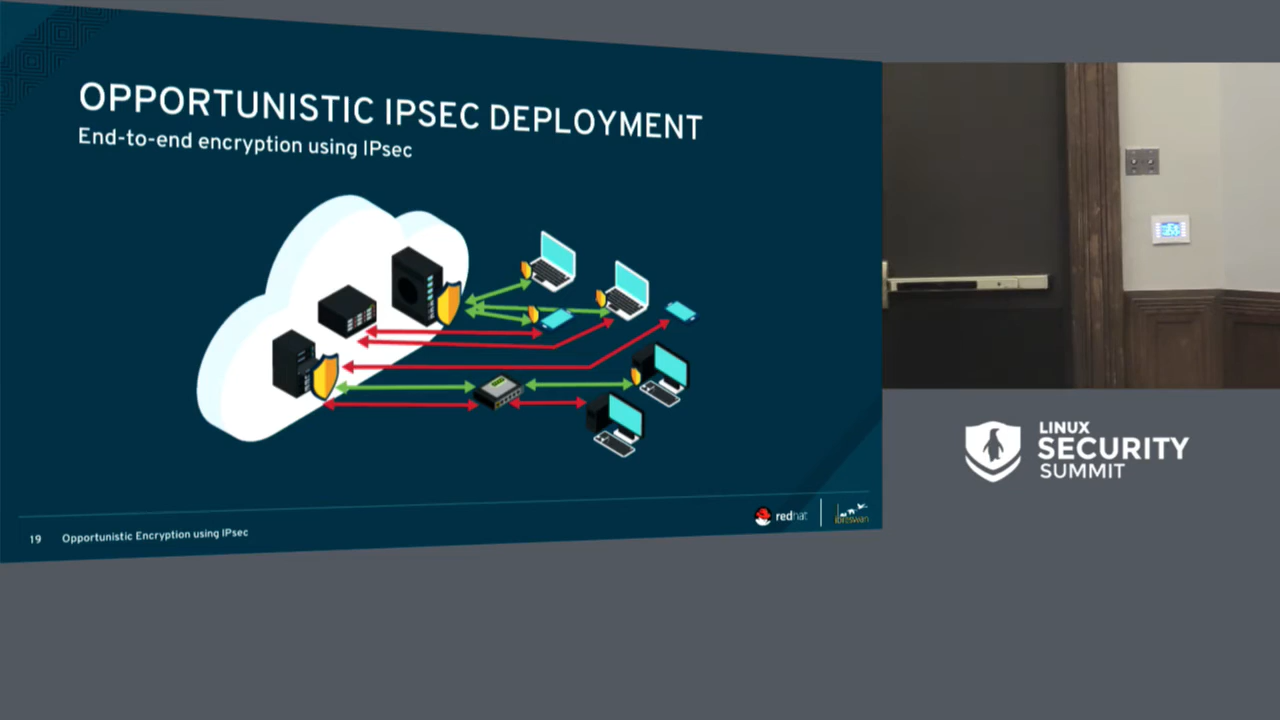 OPPORTUNISTIC IPSEC DEPLOYMENT
End-to-end encryption using IPsec
19 Opportunistic Encryption using IPsec
redhat
libreswan
LINUX
SECURITY
SUMMIT